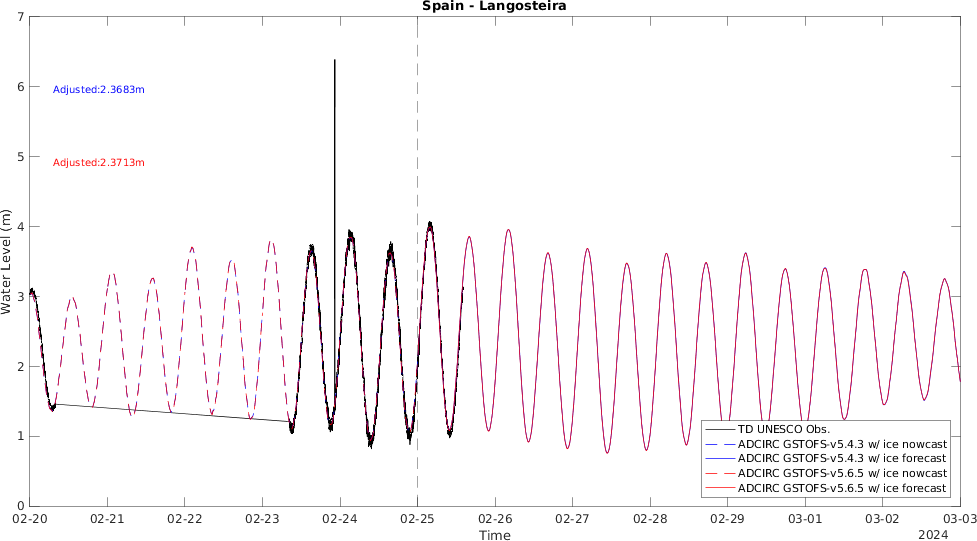 Spain - Langosteira
7
6
5
4
3
2
1
0
Water Level (m)
Adjusted:2.3683m
Adjusted:2.3713m
TD UNESCO Obs.
ADCIRC GSTOFS-v5.4.3 w/ ice nowcast
ADCIRC GSTOFS-v5.4.3 w/ ice forecast
ADCIRC GSTOFS-v5.6.5 w/ ice nowcast
ADCIRC GSTOFS-v5.6.5 w/ ice forecast
02-20 02-21 02-22 02-23 02-24 02-25 02-26 02-27 02-28 02-29 03-01 03-02 03-03
Time
2024